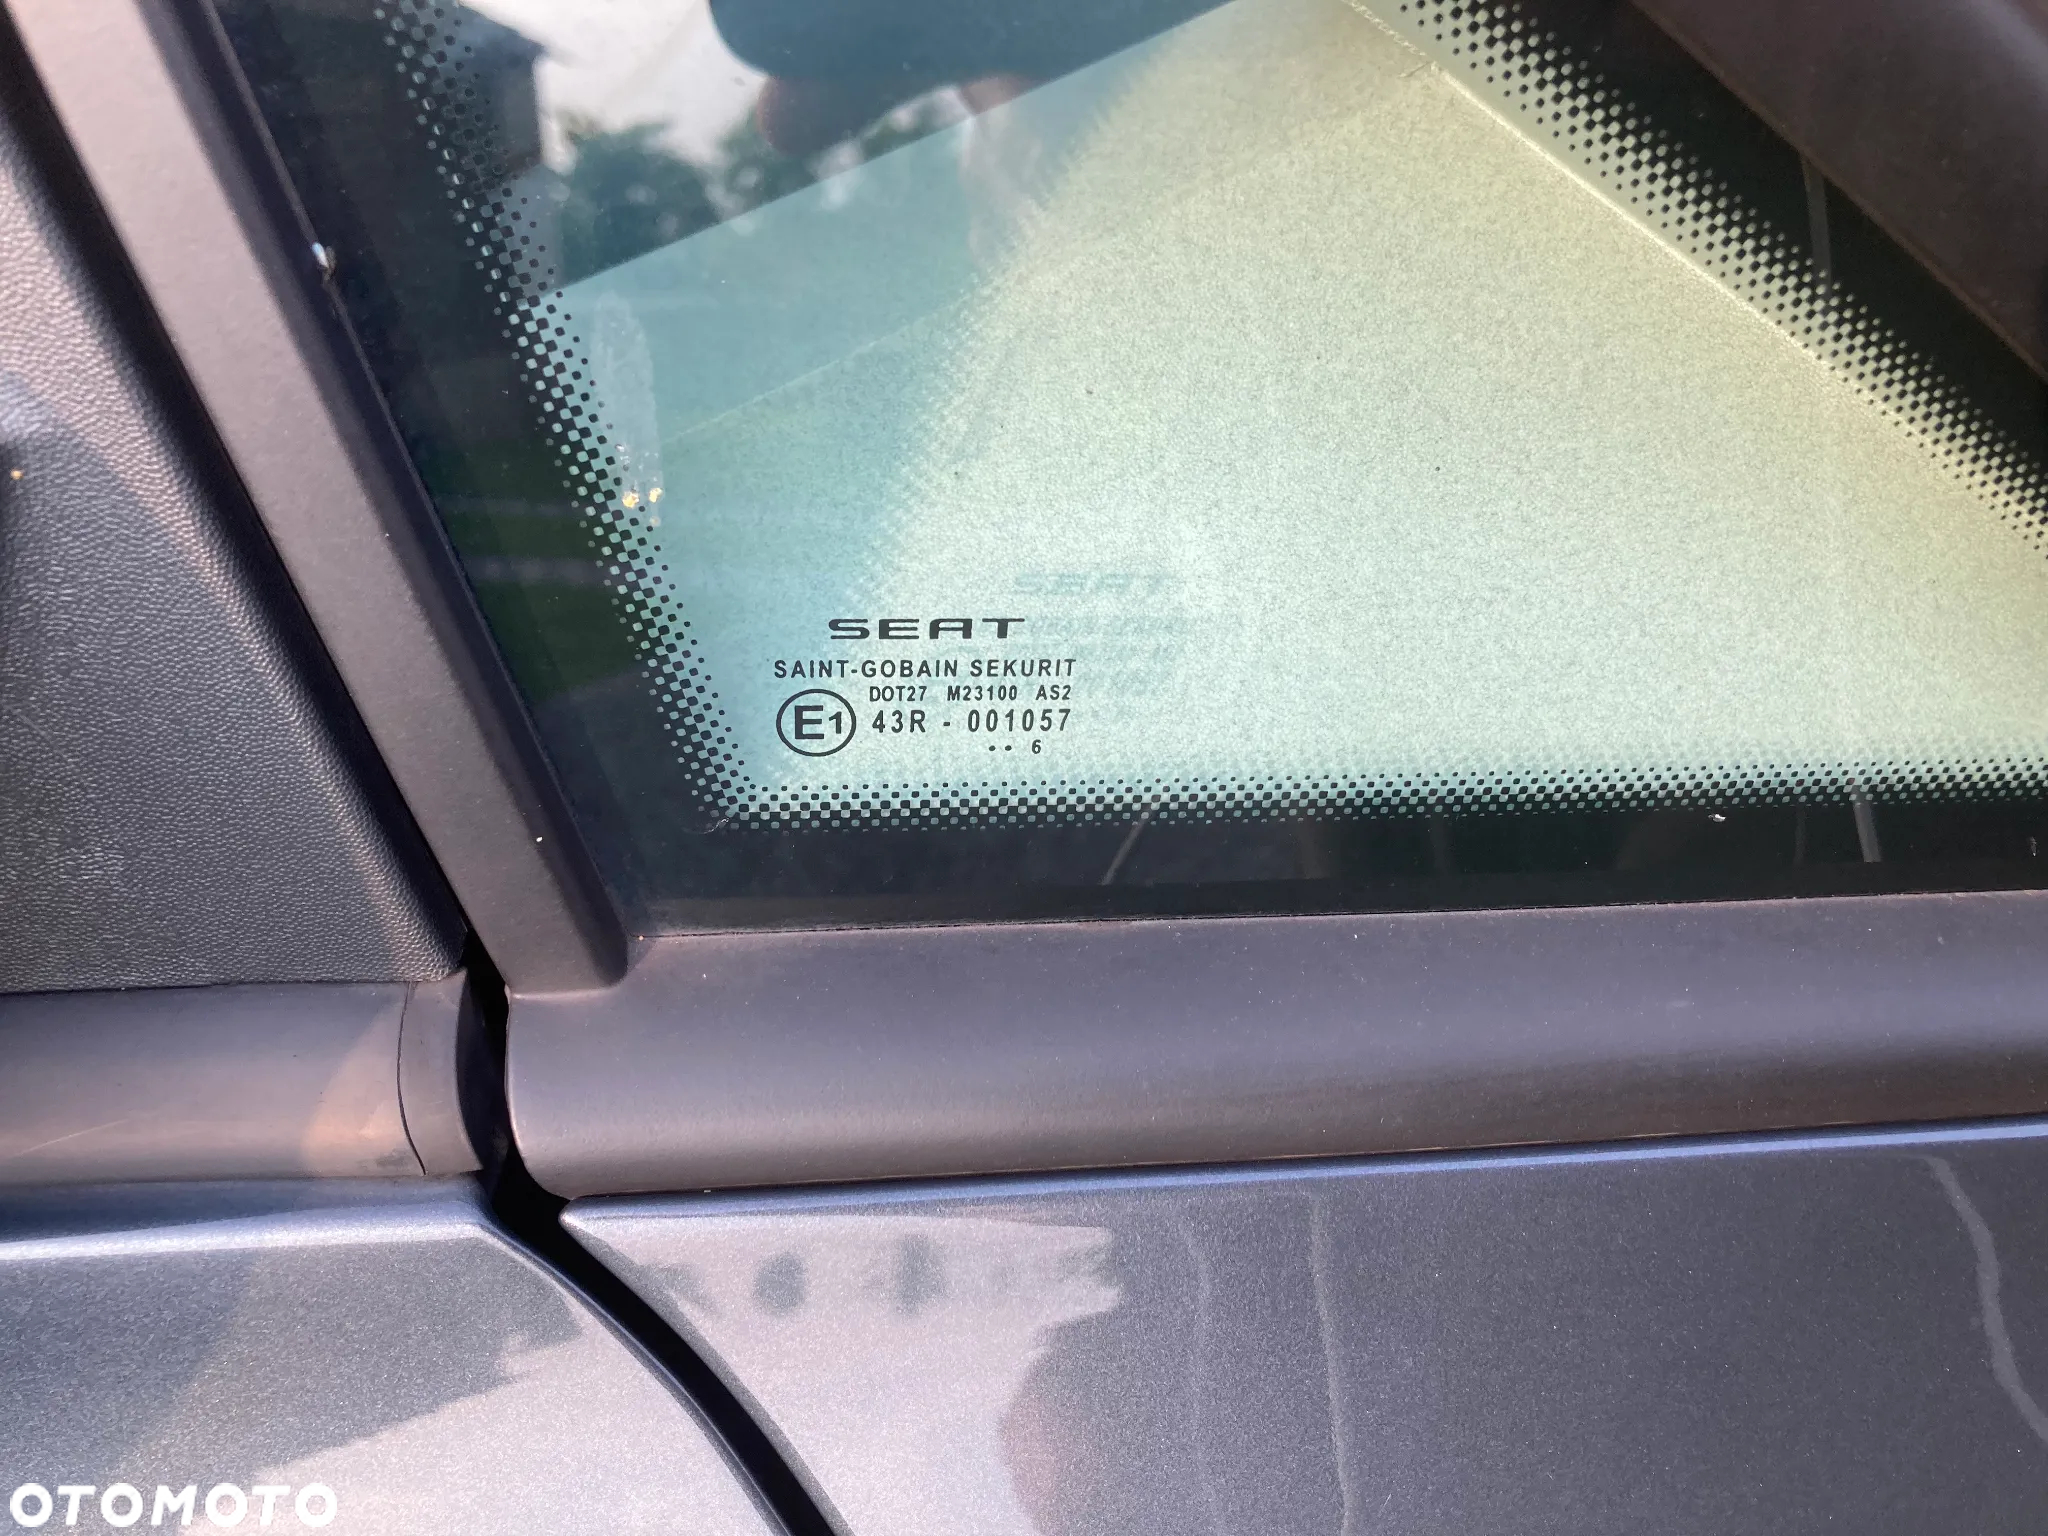 SEAT
SAINT-GOBAIN SEKURIT
DOT27 M23100 AS2
E1 43R - 001057
•• 6
OTOMOTO